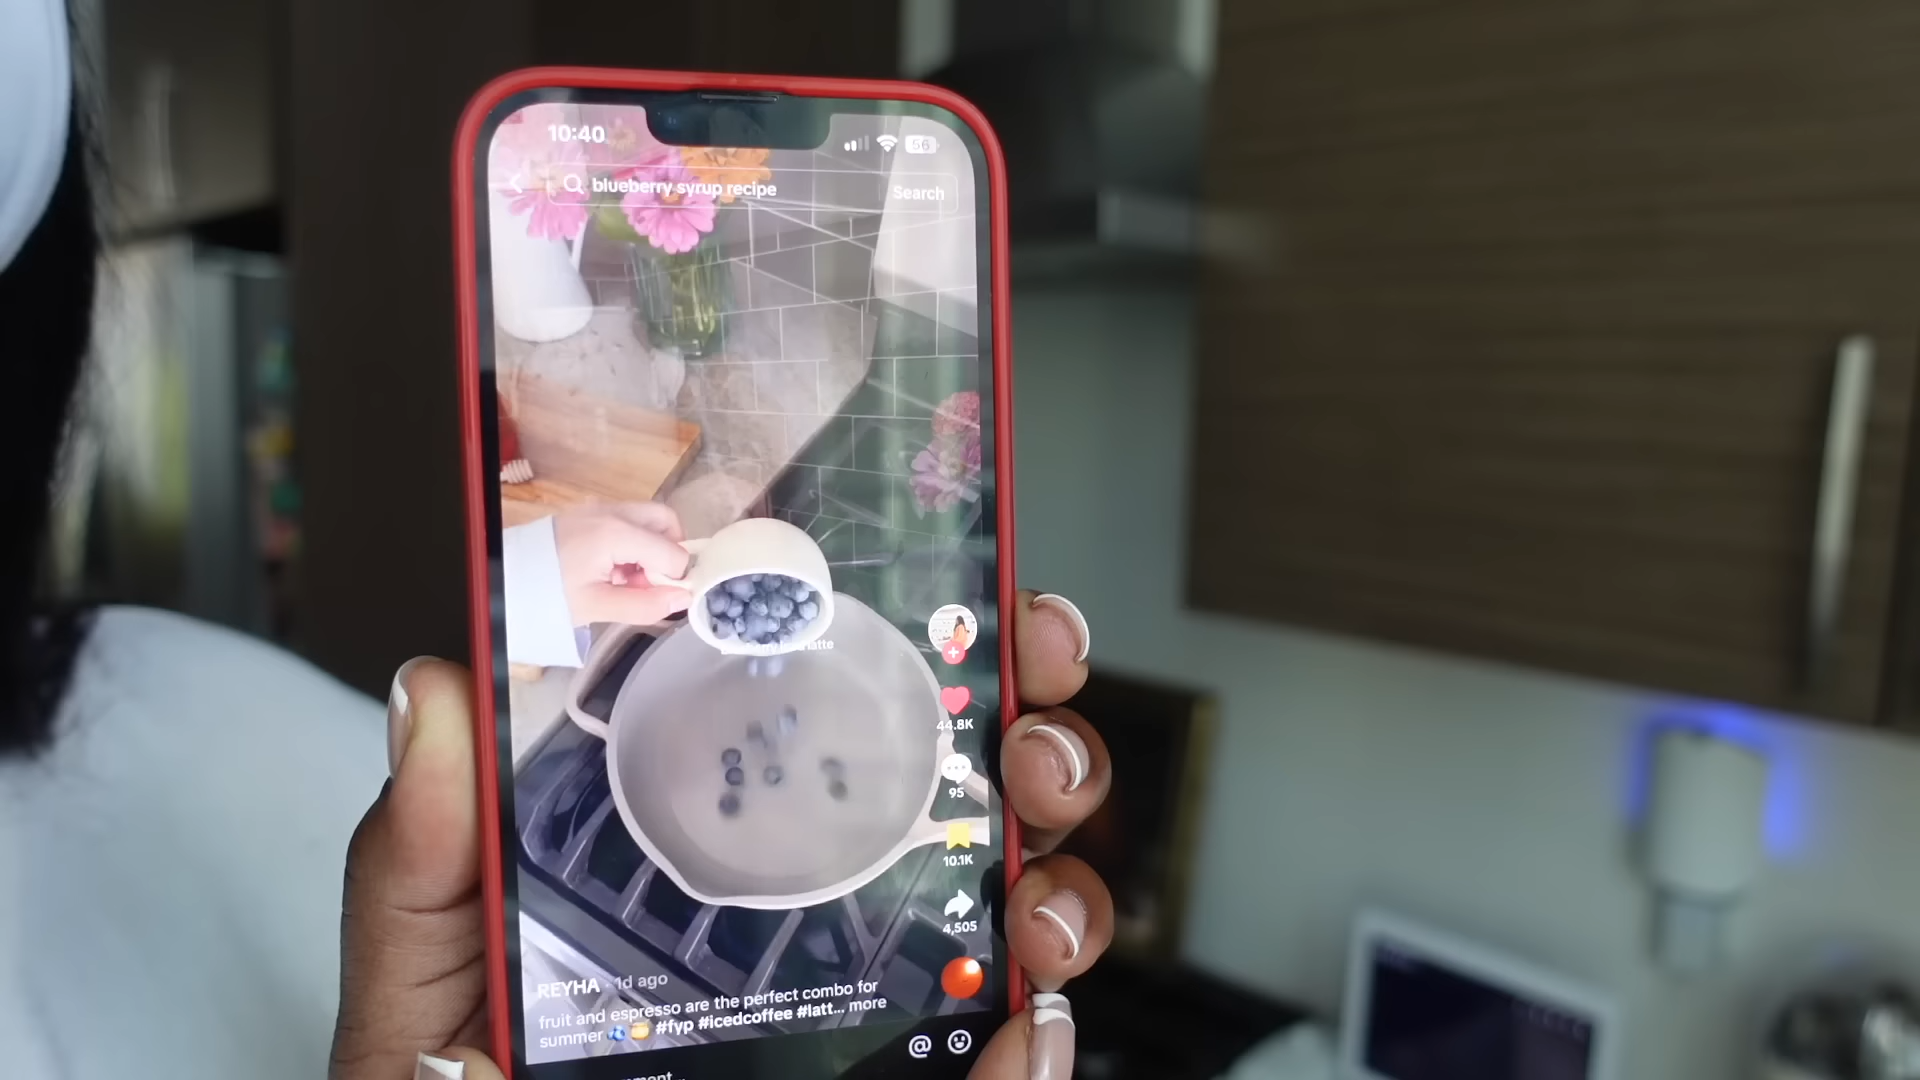 10:40
56
blueberry syrup recipe
Search
44.8K
95
10.1K
4,505
REYHA · 1d ago
fruit and espresso are the perfect combo for
summer 🫐🍯 #fyp #icedcoffee #latt... more
@